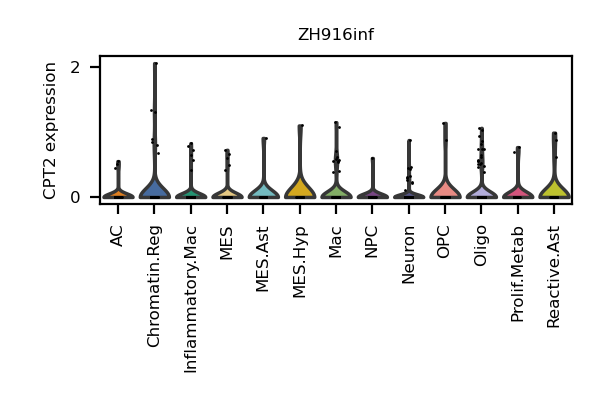 ZH916inf
CPT2 expression
2
0
AC
Chromatin.Reg
Inflammatory.Mac
MES
MES.Ast
MES.Hyp
Mac
NPC
Neuron
OPC
Oligo
Prolif.Metab
Reactive.Ast